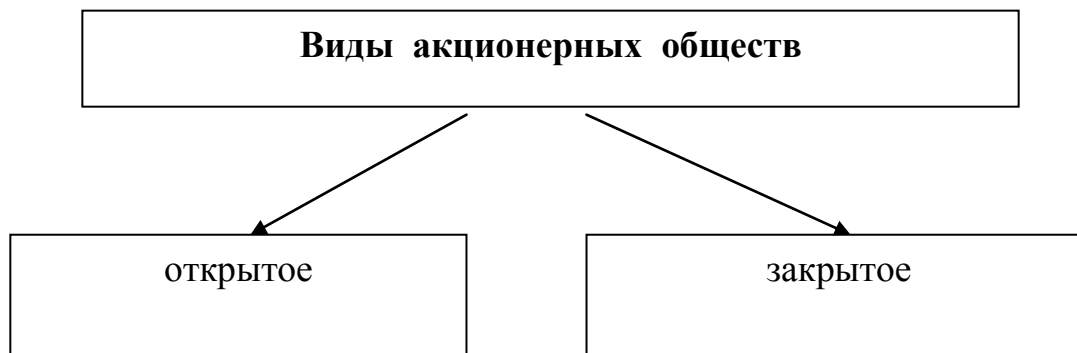 Виды акционерных обществ
открытое
закрытое